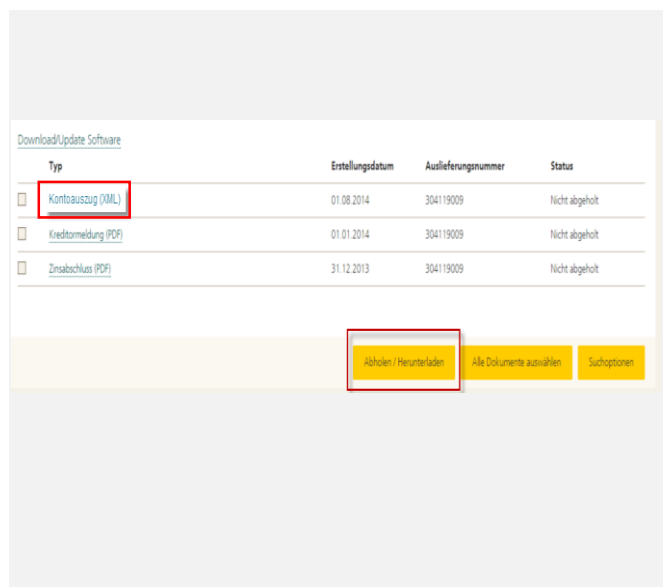 Download/Update Software
Typ Erstellungsdatum Auslieferungsnummer Status
Kontoauszug (XML) 01.08.2014 304119009 Nicht abgeholt
Kreditormeldung (PDF) 01.01.2014 304119009 Nicht abgeholt
Zinsabschluss (PDF) 31.12.2013 304119009 Nicht abgeholt
Abholen / Herunterladen Alle Dokumente auswählen Suchoptionen